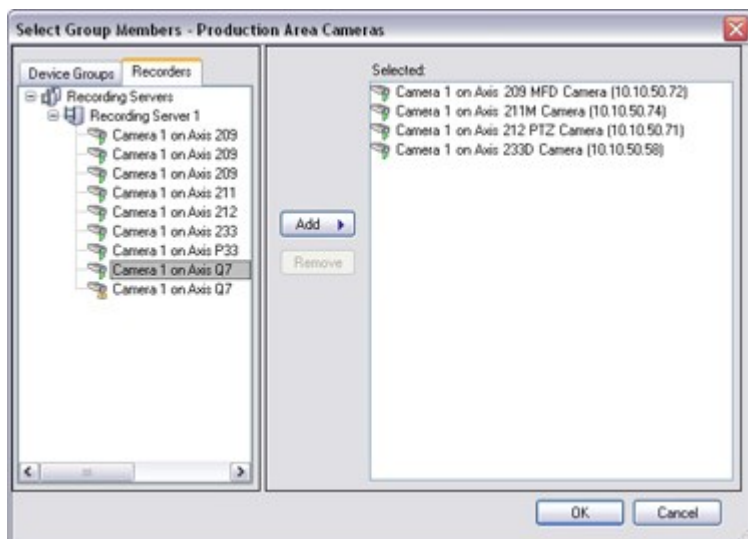 Select Group Members - Production Area Cameras
Device Groups
Recorders
Recording Servers
Recording Server 1
Camera 1 on Axis 209
Camera 1 on Axis 209
Camera 1 on Axis 209
Camera 1 on Axis 211
Camera 1 on Axis 212
Camera 1 on Axis 233
Camera 1 on Axis P33
Camera 1 on Axis Q7
Camera 1 on Axis Q7
Add
Remove
Selected:
Camera 1 on Axis 209 MFD Camera (10.10.50.72)
Camera 1 on Axis 211M Camera (10.10.50.74)
Camera 1 on Axis 212 PTZ Camera (10.10.50.71)
Camera 1 on Axis 233D Camera (10.10.50.58)
OK
Cancel